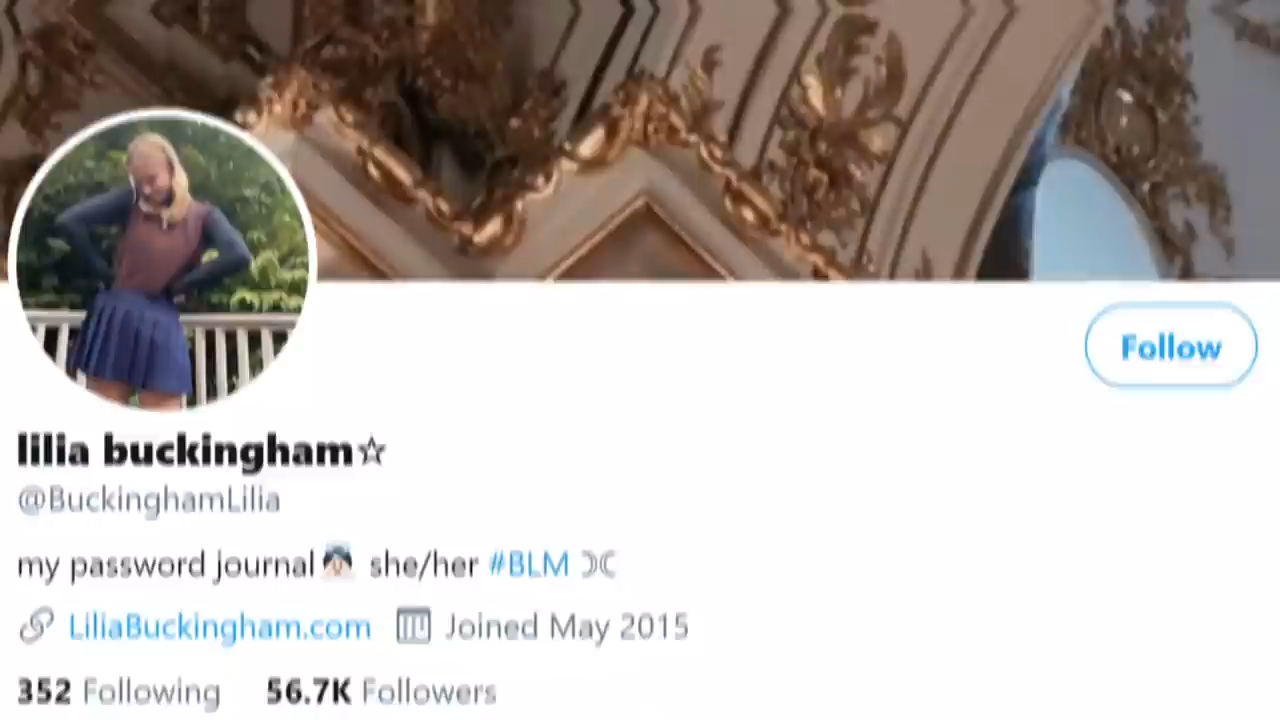 Follow
lilia buckingham☆
@BuckinghamLilia
my password journal👩🏻 she/her #BLM ☽☾
LiliaBuckingham.com Joined May 2015
352 Following 56.7K Followers